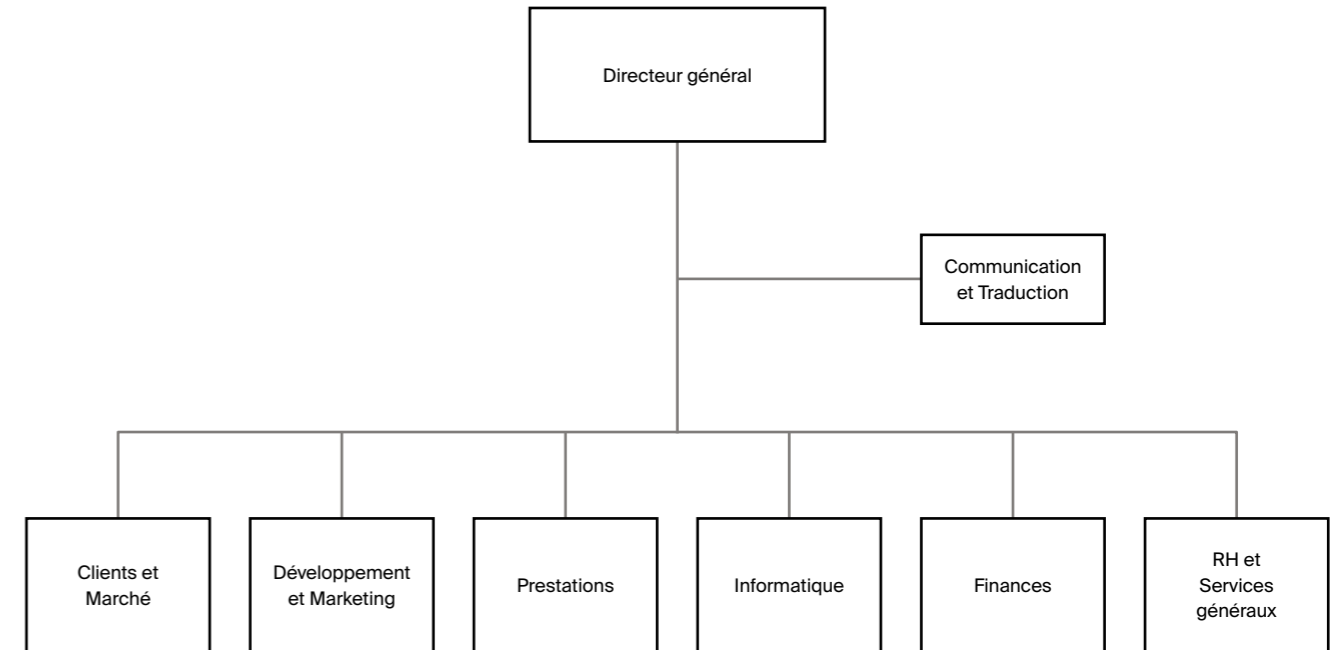 Directeur général
Communication
et Traduction
Clients et
Marché
Développement
et Marketing
Prestations
Informatique
Finances
RH et
Services
généraux